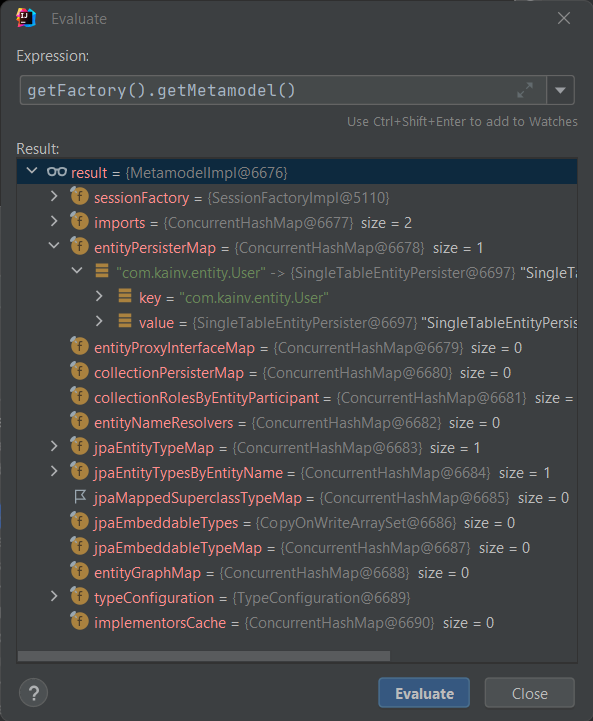 Evaluate
Expression:
getFactory().getMetamodel()
Use Ctrl+Shift+Enter to add to Watches
Result:
result = {MetamodelImpl@6676}
sessionFactory = {SessionFactoryImpl@5110}
imports = {ConcurrentHashMap@6677} size = 2
entityPersisterMap = {ConcurrentHashMap@6678} size = 1
"com.kainv.entity.User" -> {SingleTableEntityPersister@6697} "SingleTa
key = "com.kainv.entity.User"
value = {SingleTableEntityPersister@6697} "SingleTableEntityPersis
entityProxyInterfaceMap = {ConcurrentHashMap@6679} size = 0
collectionPersisterMap = {ConcurrentHashMap@6680} size = 0
collectionRolesByEntityParticipant = {ConcurrentHashMap@6681} size =
entityNameResolvers = {ConcurrentHashMap@6682} size = 0
jpaEntityTypeMap = {ConcurrentHashMap@6683} size = 1
jpaEntityTypesByEntityName = {ConcurrentHashMap@6684} size = 1
jpaMappedSuperclassTypeMap = {ConcurrentHashMap@6685} size = 0
jpaEmbeddableTypes = {CopyOnWriteArraySet@6686} size = 0
jpaEmbeddableTypeMap = {ConcurrentHashMap@6687} size = 0
entityGraphMap = {ConcurrentHashMap@6688} size = 0
typeConfiguration = {TypeConfiguration@6689}
implementorsCache = {ConcurrentHashMap@6690} size = 0
?
Evaluate
Close